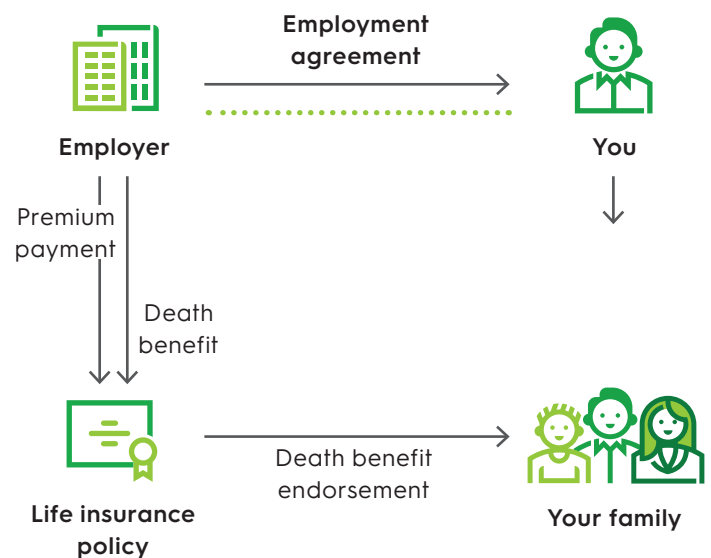 Employment
agreement
Employer
You
Premium
payment
Death
benefit
Death benefit
endorsement
Life insurance
policy
Your family